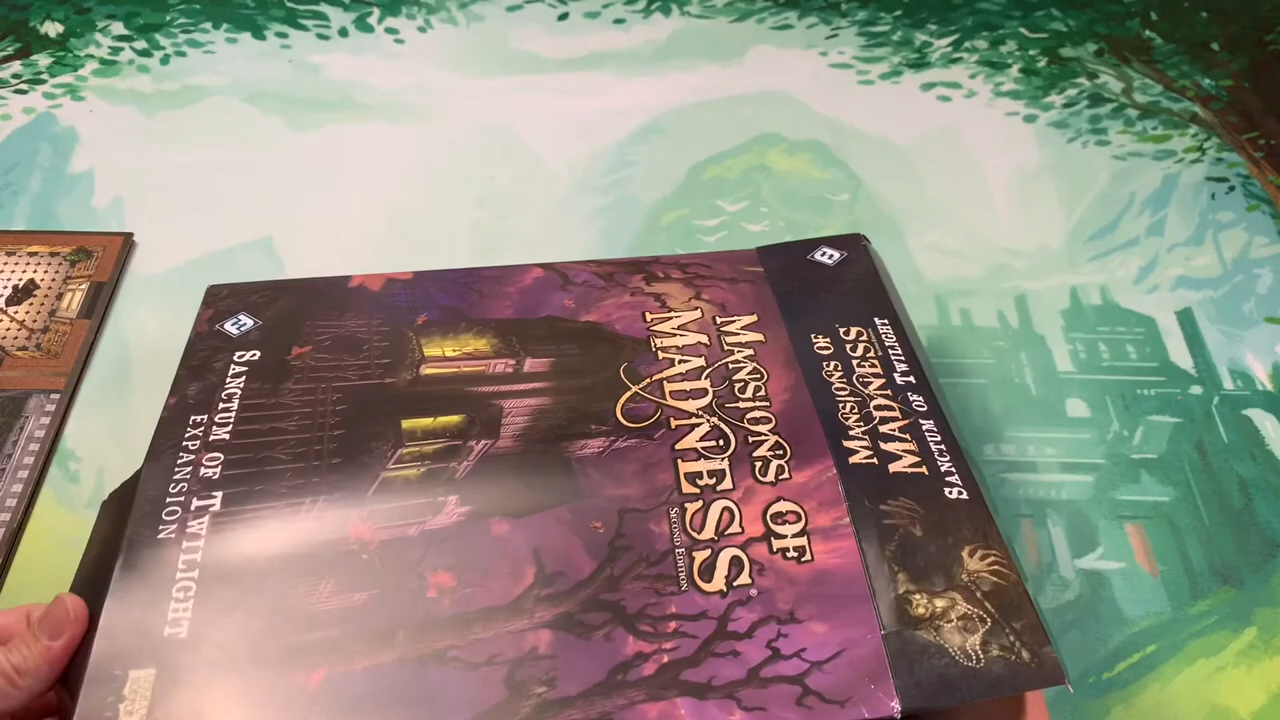 MANSIONS OF
MADNESS®
SECOND EDITION
SANCTUM OF TWILIGHT
EXPANSION
MANSIONS OF
MADNESS
SANCTUM OF TWILIGHT